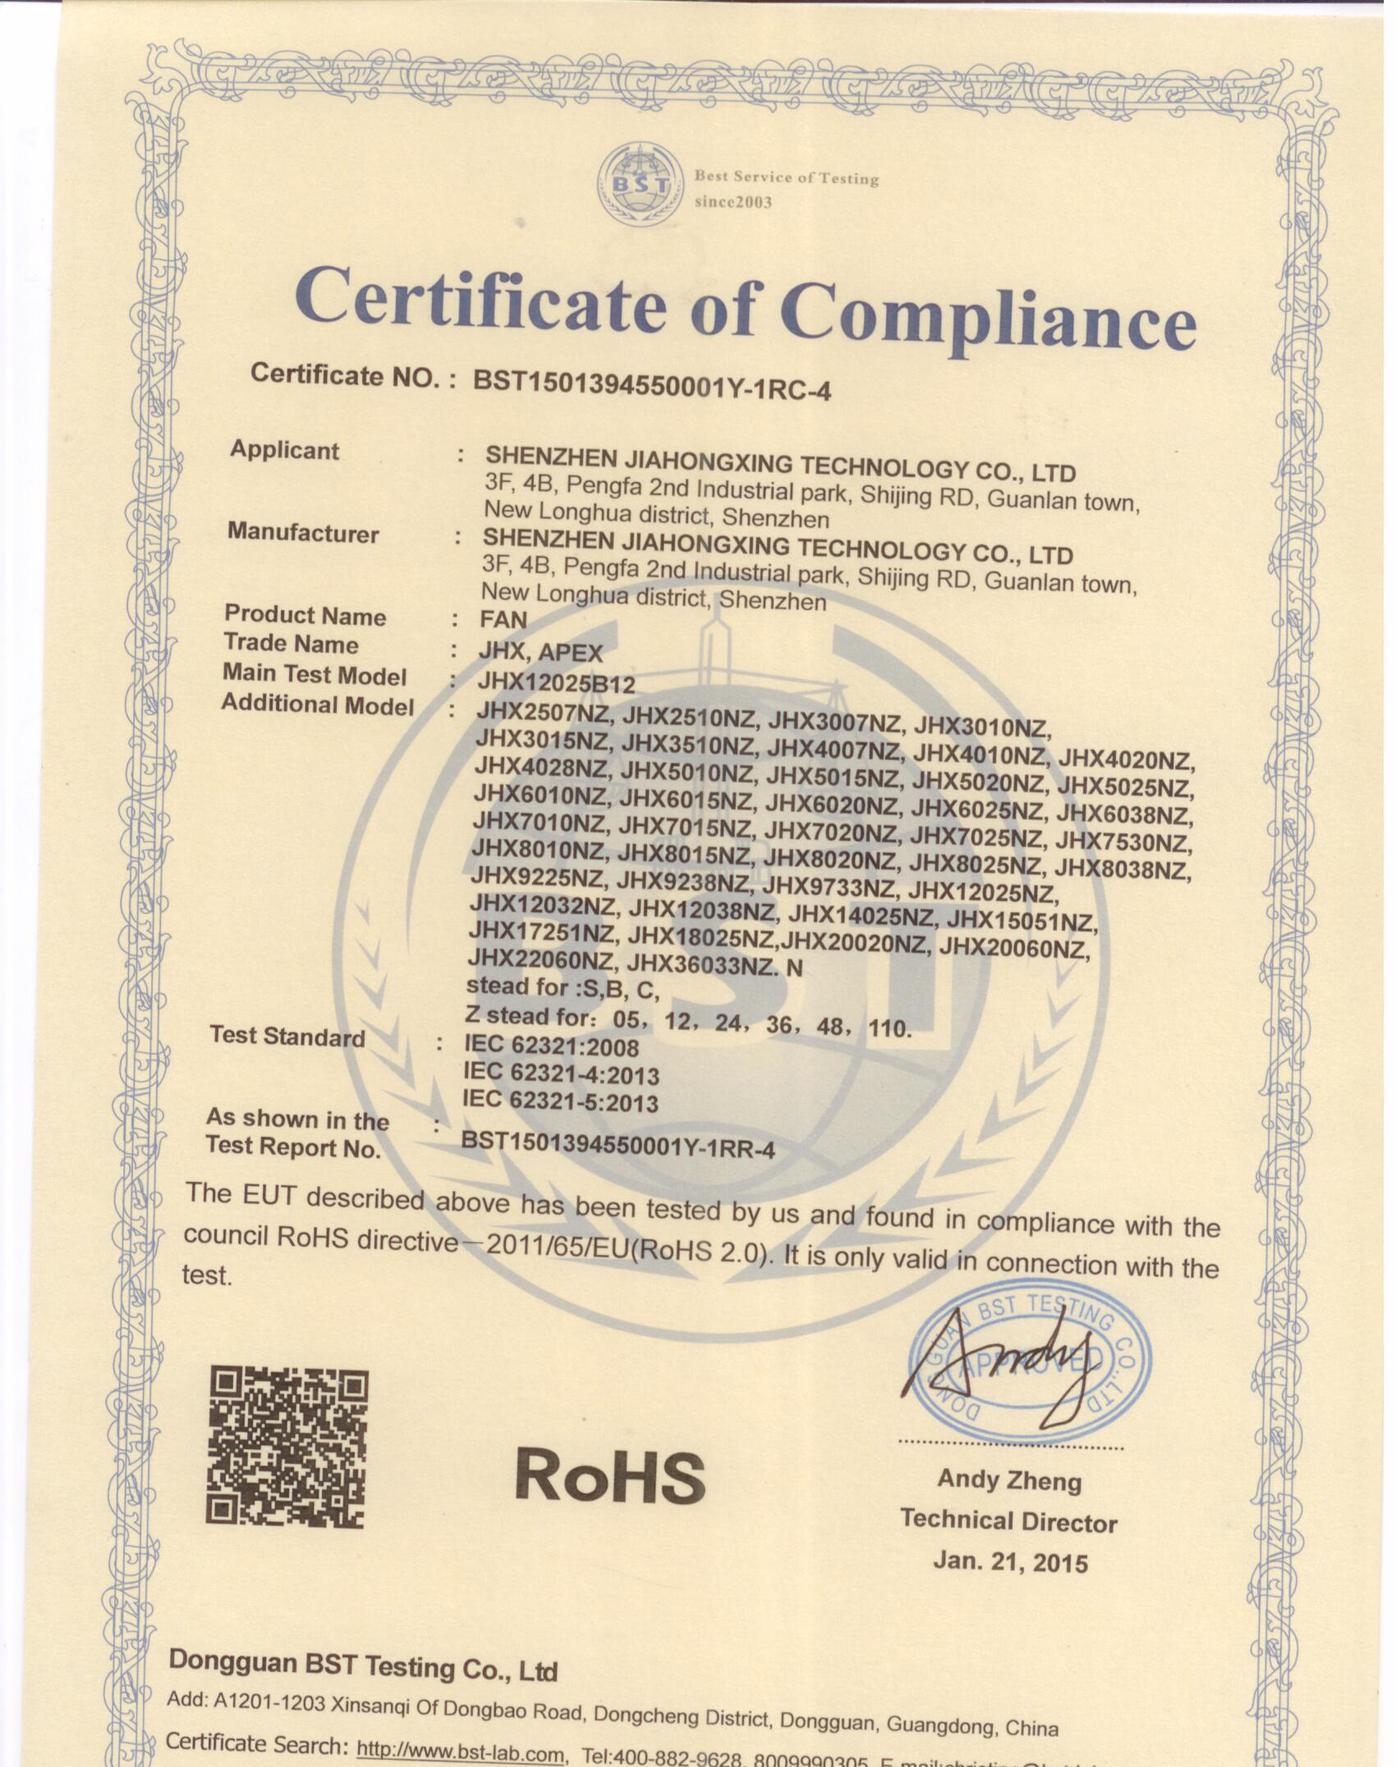 BST
Best Service of Testing
since2003
Certificate of Compliance
Certificate NO. : BST1501394550001Y-1RC-4
Applicant : SHENZHEN JIAHONGXING TECHNOLOGY CO., LTD
3F, 4B, Pengfa 2nd Industrial park, Shijing RD, Guanlan town,
New Longhua district, Shenzhen
Manufacturer : SHENZHEN JIAHONGXING TECHNOLOGY CO., LTD
3F, 4B, Pengfa 2nd Industrial park, Shijing RD, Guanlan town,
New Longhua district, Shenzhen
Product Name : FAN
Trade Name : JHX, APEX
Main Test Model : JHX12025B12
Additional Model : JHX2507NZ, JHX2510NZ, JHX3007NZ, JHX3010NZ,
JHX3015NZ, JHX3510NZ, JHX4007NZ, JHX4010NZ, JHX4020NZ,
JHX4028NZ, JHX5010NZ, JHX5015NZ, JHX5020NZ, JHX5025NZ,
JHX6010NZ, JHX6015NZ, JHX6020NZ, JHX6025NZ, JHX6038NZ,
JHX7010NZ, JHX7015NZ, JHX7020NZ, JHX7025NZ, JHX7530NZ,
JHX8010NZ, JHX8015NZ, JHX8020NZ, JHX8025NZ, JHX8038NZ,
JHX9225NZ, JHX9238NZ, JHX9733NZ, JHX12025NZ,
JHX12032NZ, JHX12038NZ, JHX14025NZ, JHX15051NZ,
JHX17251NZ, JHX18025NZ,JHX20020NZ, JHX20060NZ,
JHX22060NZ, JHX36033NZ. N
stead for :S,B, C,
Z stead for: 05, 12, 24, 36, 48, 110.
Test Standard : IEC 62321:2008
IEC 62321-4:2013
IEC 62321-5:2013
As shown in the :
Test Report No. BST1501394550001Y-1RR-4
The EUT described above has been tested by us and found in compliance with the
council RoHS directive—2011/65/EU(RoHS 2.0). It is only valid in connection with the
test.
DONGGUAN BST TESTING CO.,LTD
APPROVED
Andy
RoHS
Andy Zheng
Technical Director
Jan. 21, 2015
Dongguan BST Testing Co., Ltd
Add: A1201-1203 Xinsanqi Of Dongbao Road, Dongcheng District, Dongguan, Guangdong, China
Certificate Search: http://www.bst-lab.com, Tel:400-882-9628, 8009990305,